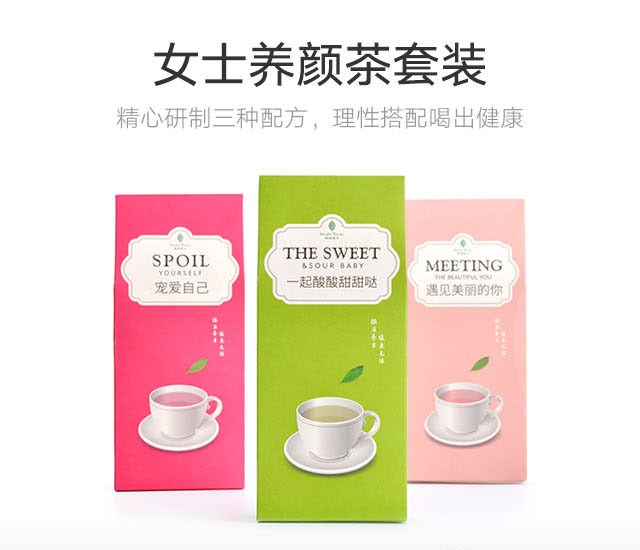 女士养颜茶套装
精心研制三种配方，理性搭配喝出健康
SPOIL
YOURSELF
宠爱自己
THE SWEET
&SOUR BABY
一起酸酸甜甜哒
MEETING
THE BEAUTIFUL YOU
遇见美丽的你